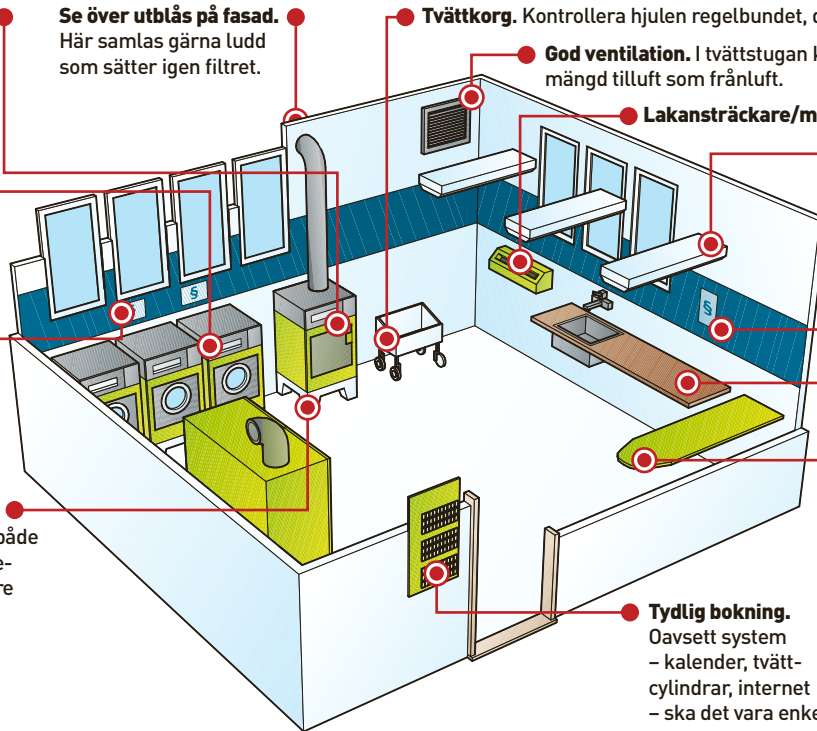 Se över utblås på fasad.
Här samlas gärna ludd
som sätter igen filtret.
Tvättkorg. Kontrollera hjulen regelbundet,
God ventilation. I tvättstugan
mängd tilluft som frånluft.
Lakansträckare/m
§
§
både
e-
re
Tydlig bokning.
Oavsett system
– kalender, tvätt-
cylindrar, internet
– ska det vara enke